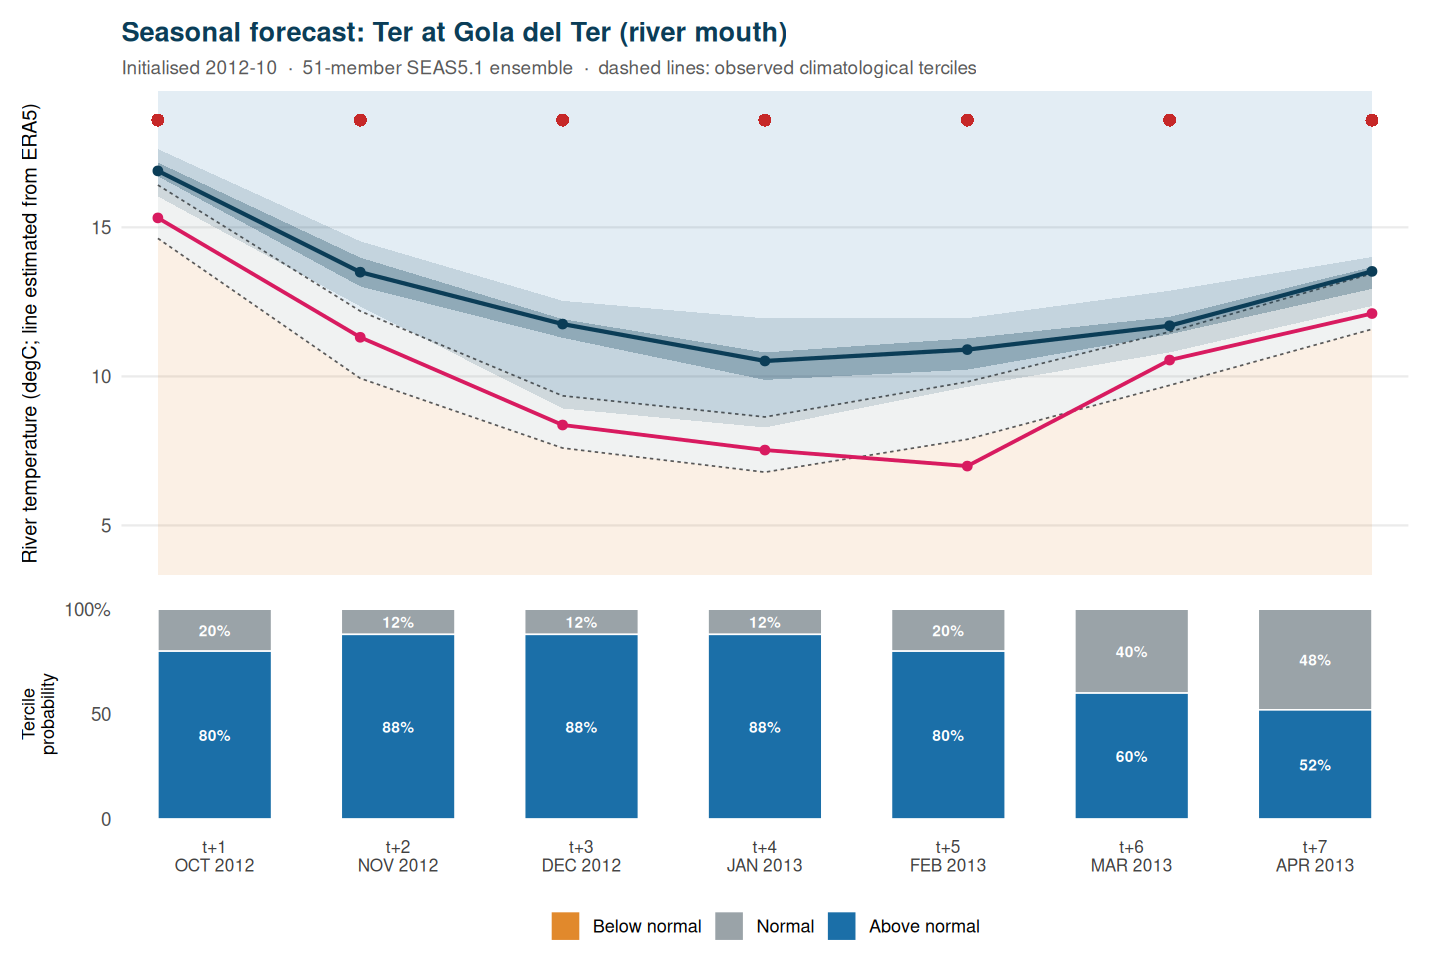 Seasonal forecast: Ter at Gola del Ter (river mouth)
Initialised 2012-10 · 51-member SEAS5.1 ensemble · dashed lines: observed climatological terciles
River temperature (degC; line estimated from ERA5)
15
10
5
Tercile
probability
100%
50
0
20%
12%
12%
12%
20%
40%
48%
80%
88%
88%
88%
80%
60%
52%
t+1
OCT 2012
t+2
NOV 2012
t+3
DEC 2012
t+4
JAN 2013
t+5
FEB 2013
t+6
MAR 2013
t+7
APR 2013
Below normal
Normal
Above normal